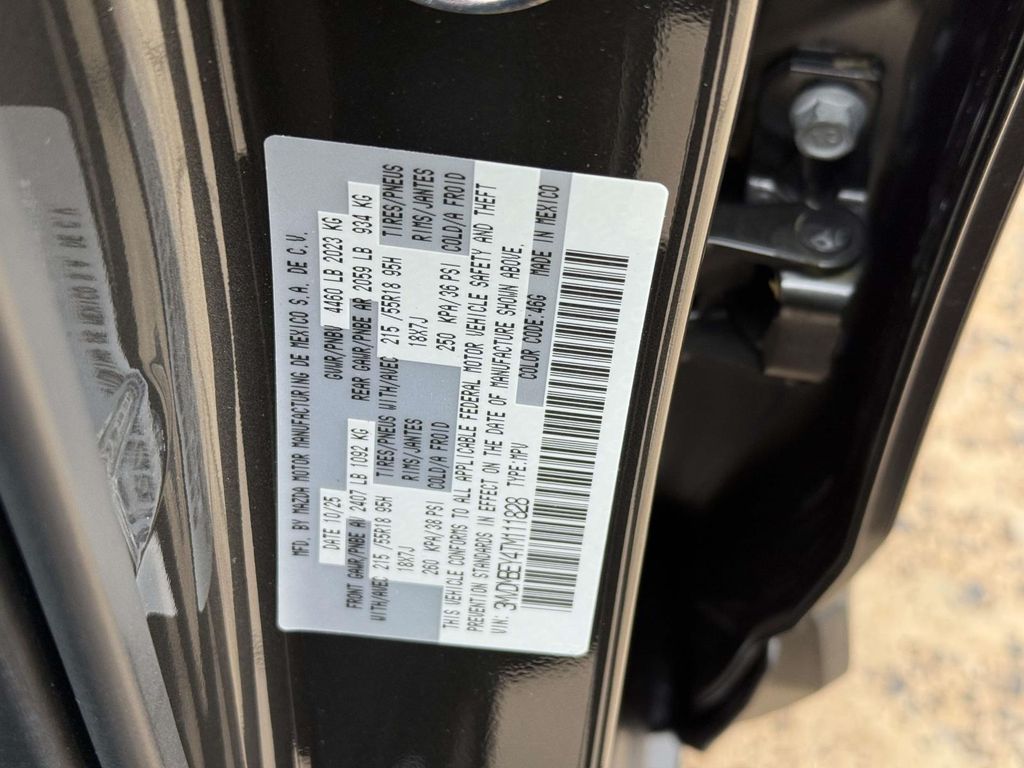 MFD. BY MAZDA MOTOR MANUFACTURING DE MEXICO S.A. DE C.V.
DATE 10/25 GVWR/PNBV 4460 LB 2023 KG
FRONT GAWR/PNBE AV 2407 LB 1092 KG REAR GAWR/PNBE AR 2059 LB 934 KG
WITH/AVEC 215 /55R18 95H TIRES/PNEUS WITH/AVEC 215 /55R18 95H TIRES/PNEUS
18X7J RIMS/JANTES 18X7J RIMS/JANTES
260 KPA/38 PSI COLD/A FROID 250 KPA/36 PSI COLD/A FROID
THIS VEHICLE CONFORMS TO ALL APPLICABLE FEDERAL MOTOR VEHICLE SAFETY AND THEFT
PREVENTION STANDARDS IN EFFECT ON THE DATE OF MANUFACTURE SHOWN ABOVE.
VIN: TYPE:MPV COLOR CODE:46G MADE IN MEXICO